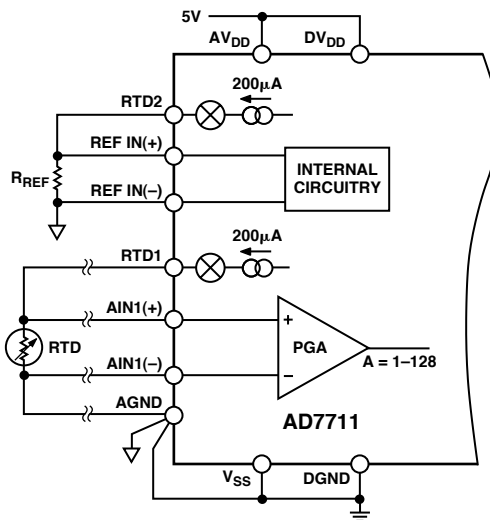 5V
AVDD
DVDD
200µA
RTD2
REF IN(+)
RREF
INTERNAL
CIRCUITRY
REF IN(–)
200µA
RTD1
AIN1(+)
+
RTD
PGA
A = 1–128
AIN1(–)
–
AGND
AD7711
VSS
DGND